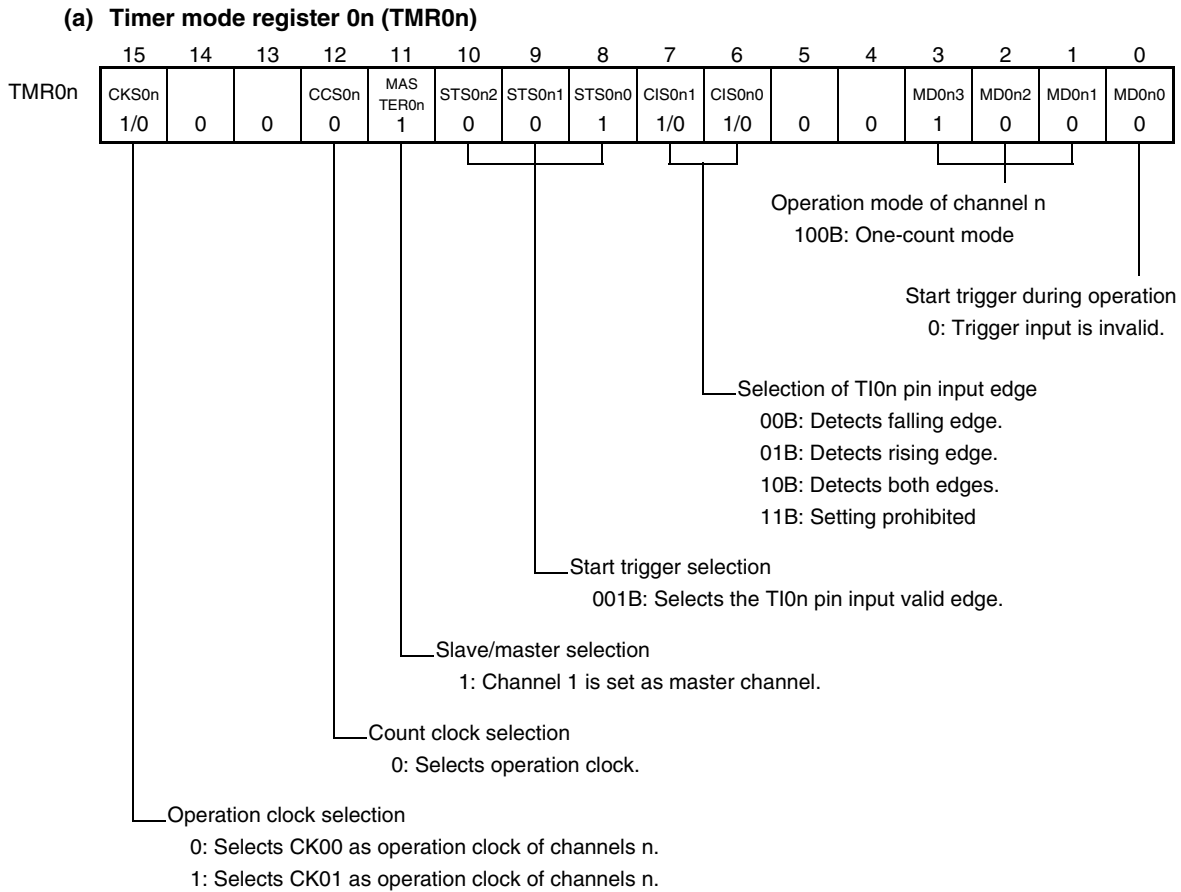 (a) Timer mode register 0n (TMR0n)
15 14 13 12 11 10 9 8 7 6 5 4 3 2 1 0
TMR0n CKS0n CCS0n MAS TER0n STS0n2 STS0n1 STS0n0 CIS0n1 CIS0n0 MD0n3 MD0n2 MD0n1 MD0n0
1/0 0 0 0 1 0 0 1 1/0 1/0 0 0 1 0 0 0
Operation mode of channel n
100B: One-count mode
Start trigger during operation
0: Trigger input is invalid.
Selection of TI0n pin input edge
00B: Detects falling edge.
01B: Detects rising edge.
10B: Detects both edges.
11B: Setting prohibited
Start trigger selection
001B: Selects the TI0n pin input valid edge.
Slave/master selection
1: Channel 1 is set as master channel.
Count clock selection
0: Selects operation clock.
Operation clock selection
0: Selects CK00 as operation clock of channels n.
1: Selects CK01 as operation clock of channels n.